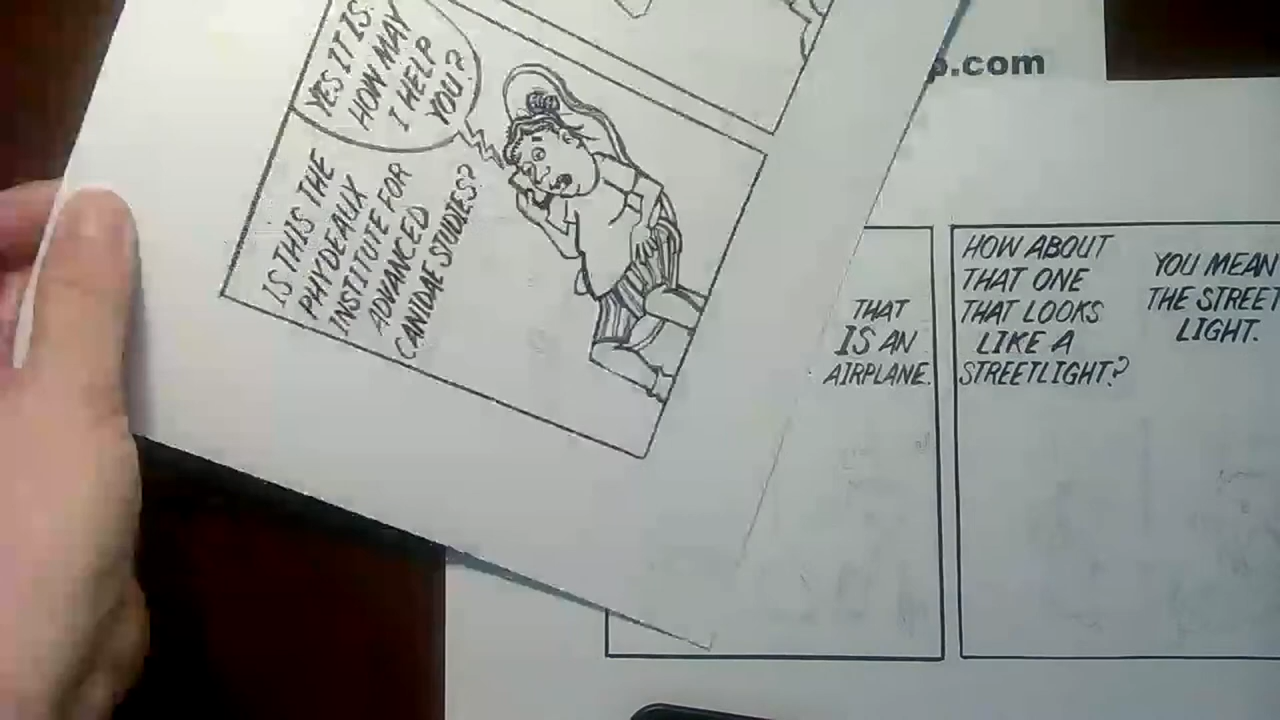 YES IT IS.
HOW MAY
I HELP
YOU?
IS THIS THE
PHYDEAUX
INSTITUTE FOR
ADVANCED
CANIDAE STUDIES?
.com
THAT
IS AN
AIRPLANE.
HOW ABOUT
THAT ONE
THAT LOOKS
LIKE A
STREETLIGHT?
YOU MEAN
THE STREET
LIGHT.